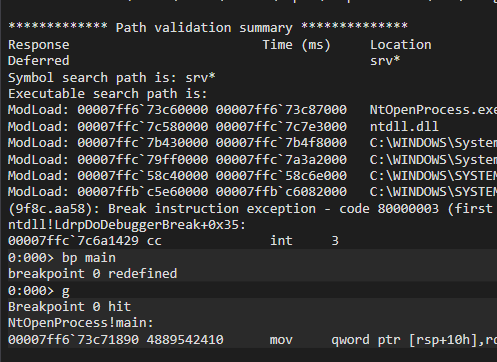 ************* Path validation summary **************
Response Time (ms) Location
Deferred srv*
Symbol search path is: srv*
Executable search path is:
ModLoad: 00007ff6`73c60000 00007ff6`73c87000 NtOpenProcess.exe
ModLoad: 00007ffc`7c580000 00007ffc`7c7e3000 ntdll.dll
ModLoad: 00007ffc`7b430000 00007ffc`7b4f8000 C:\WINDOWS\System
ModLoad: 00007ffc`79ff0000 00007ffc`7a3a2000 C:\WINDOWS\System
ModLoad: 00007ffc`58c40000 00007ffc`58c6e000 C:\WINDOWS\SYSTEM
ModLoad: 00007ffb`c5e60000 00007ffb`c6082000 C:\WINDOWS\SYSTEM
(9f8c.aa58): Break instruction exception - code 80000003 (first
ntdll!LdrpDoDebuggerBreak+0x35:
00007ffc`7c6a1429 cc int 3
0:000> bp main
breakpoint 0 redefined
0:000> g
Breakpoint 0 hit
NtOpenProcess!main:
00007ff6`73c71890 4889542410 mov qword ptr [rsp+10h],